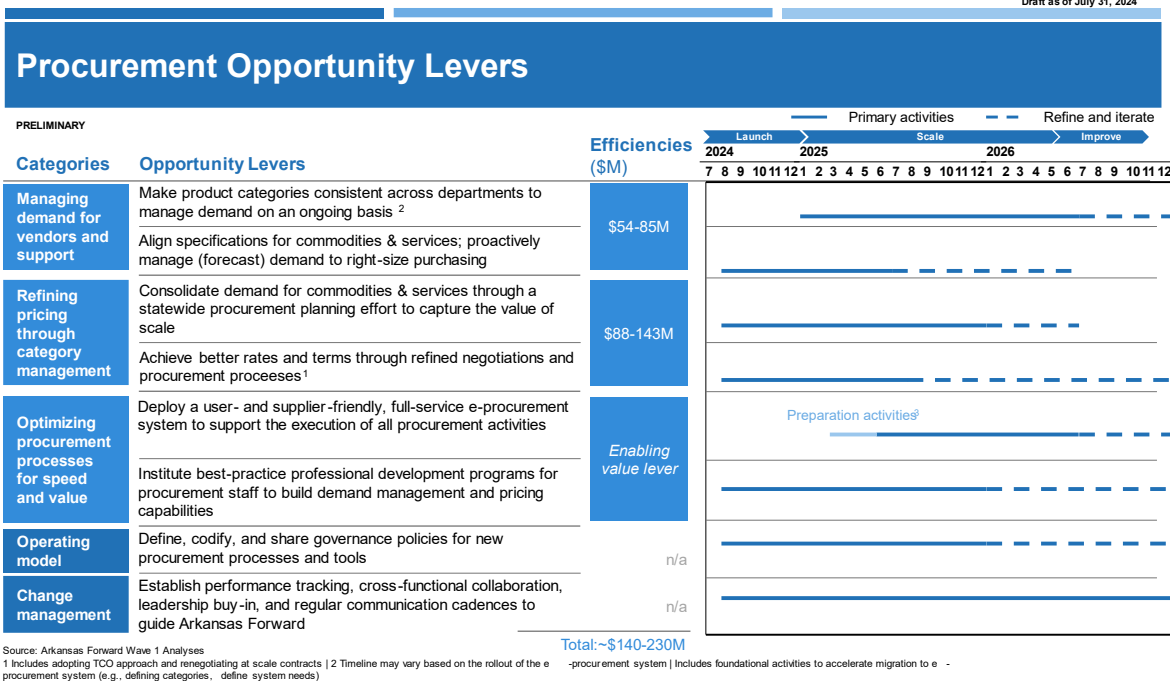 Draft as of July 31, 2024
Procurement Opportunity Levers
PRELIMINARY
Primary activities
Refine and iterate
Launch
Scale
Improve
Categories
Opportunity Levers
Efficiencies
($M)
2024
2025
2026
7 8 9 10 11 12 1 2 3 4 5 6 7 8 9 10 11 12 1 2 3 4 5 6 7 8 9 10 11 12
Managing
demand for
vendors and
support
Make product categories consistent across departments to
manage demand on an ongoing basis 2
Align specifications for commodities & services; proactively
manage (forecast) demand to right-size purchasing
$54-85M
Refining
pricing
through
category
management
Consolidate demand for commodities & services through a
statewide procurement planning effort to capture the value of
scale
Achieve better rates and terms through refined negotiations and
procurement proceeses1
$88-143M
Optimizing
procurement
processes
for speed
and value
Deploy a user- and supplier-friendly, full-service e-procurement
system to support the execution of all procurement activities
Institute best-practice professional development programs for
procurement staff to build demand management and pricing
capabilities
Enabling
value lever
Preparation activities3
Operating
model
Define, codify, and share governance policies for new
procurement processes and tools
n/a
Change
management
Establish performance tracking, cross-functional collaboration,
leadership buy-in, and regular communication cadences to
guide Arkansas Forward
n/a
Total:~$140-230M
Source: Arkansas Forward Wave 1 Analyses
1 Includes adopting TCO approach and renegotiating at scale contracts | 2 Timeline may vary based on the rollout of the e -procurement system | Includes foundational activities to accelerate migration to e -
procurement system (e.g., defining categories, define system needs)